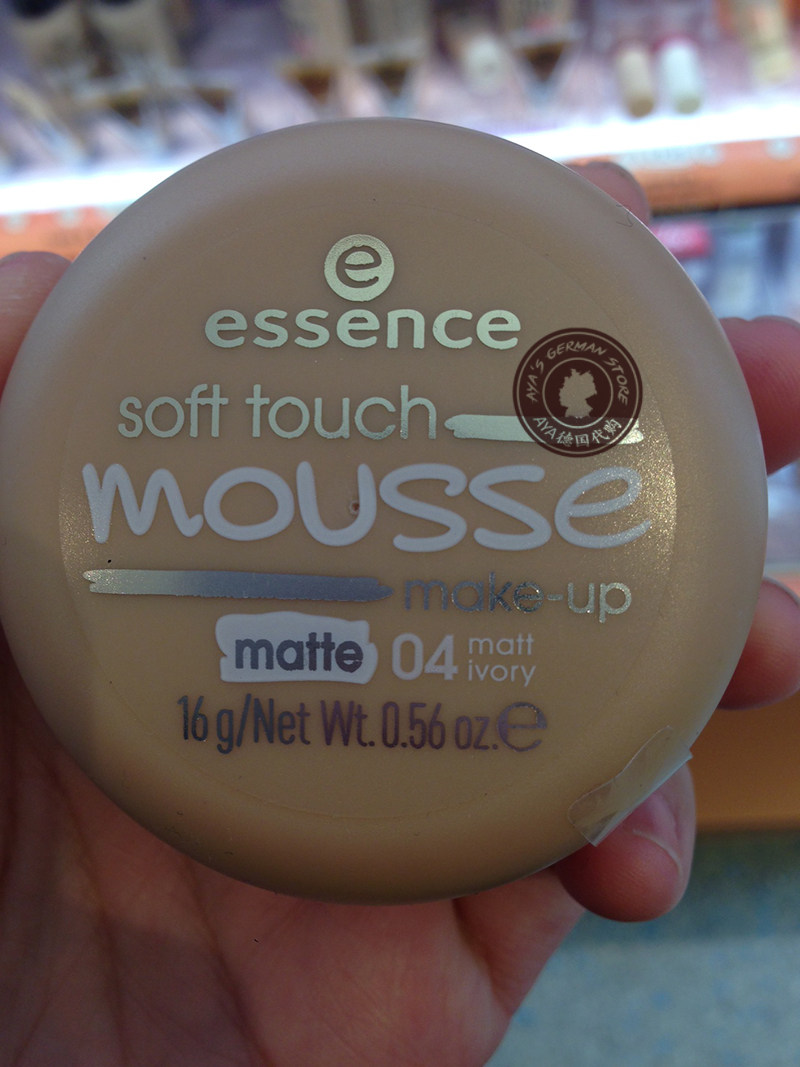 e
essence
soft touch
mousse
make-up
matte 04 matt ivory
16 g/Net Wt. 0.56 oz. ℮
AYA'S GERMAN STORE
AYA德国代购